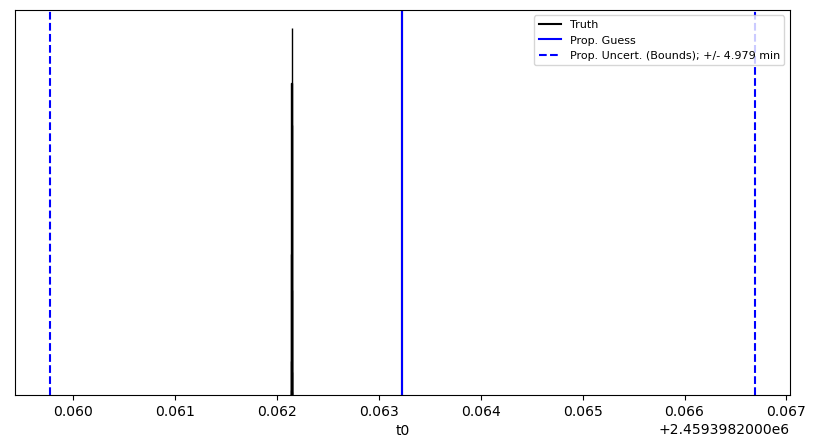 Truth
Prop. Guess
Prop. Uncert. (Bounds); +/- 4.979 min
0.060 0.061 0.062 0.063 0.064 0.065 0.066 0.067
t0 +2.4593982000e6